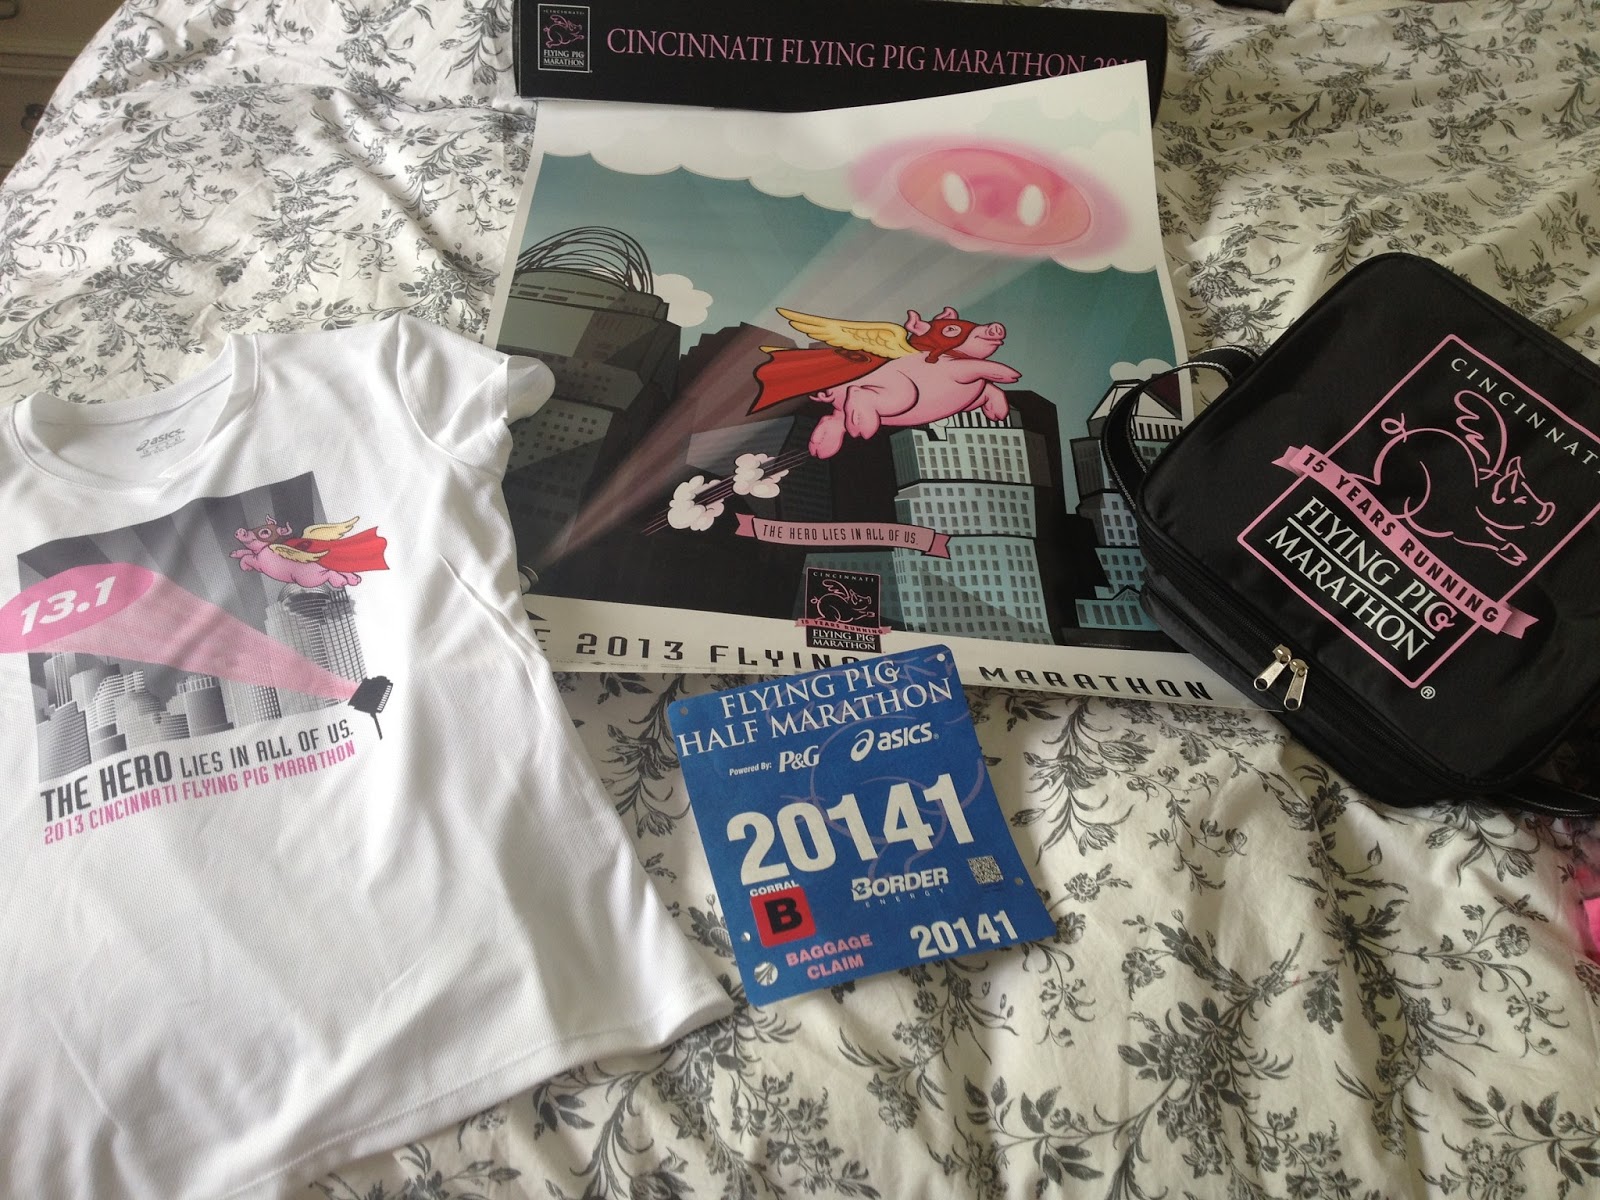 CINCINNATI
FLYING PIG
MARATHON
CINCINNATI FLYING PIG MARATHON
THE HERO LIES IN ALL OF US.
CINCINNATI
15 YEARS RUNNING
FLYING PIG
MARATHON
2013 FLYING MARATHON
asics
13.1
THE HERO LIES IN ALL OF US.
2013 CINCINNATI FLYING PIG MARATHON
CINCINNATI
15 YEARS RUNNING
FLYING PIG
MARATHON
®
FLYING PIG
HALF MARATHON
Powered By: P&G asics®
20141
CORRAL
B
BORDER
ENERGY
BAGGAGE
CLAIM
20141